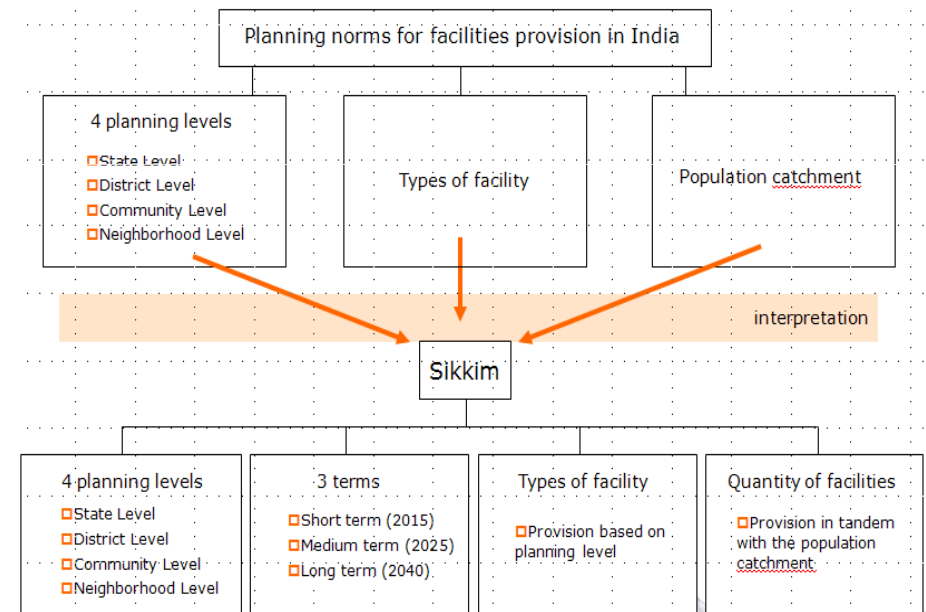 Planning norms for facilities provision in India
4 planning levels
State Level
District Level
Community Level
Neighborhood Level
Types of facility
Population catchment
interpretation
Sikkim
4 planning levels
State Level
District Level
Community Level
Neighborhood Level
3 terms
Short term (2015)
Medium term (2025)
Long term (2040)
Types of facility
Provision based on
planning level
Quantity of facilities
Provision in tandem
with the population
catchment